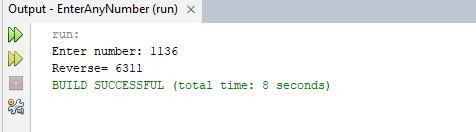 Output - EnterAnyNumber (run) ×
run:
Enter number: 1136
Reverse= 6311
BUILD SUCCESSFUL (total time: 8 seconds)